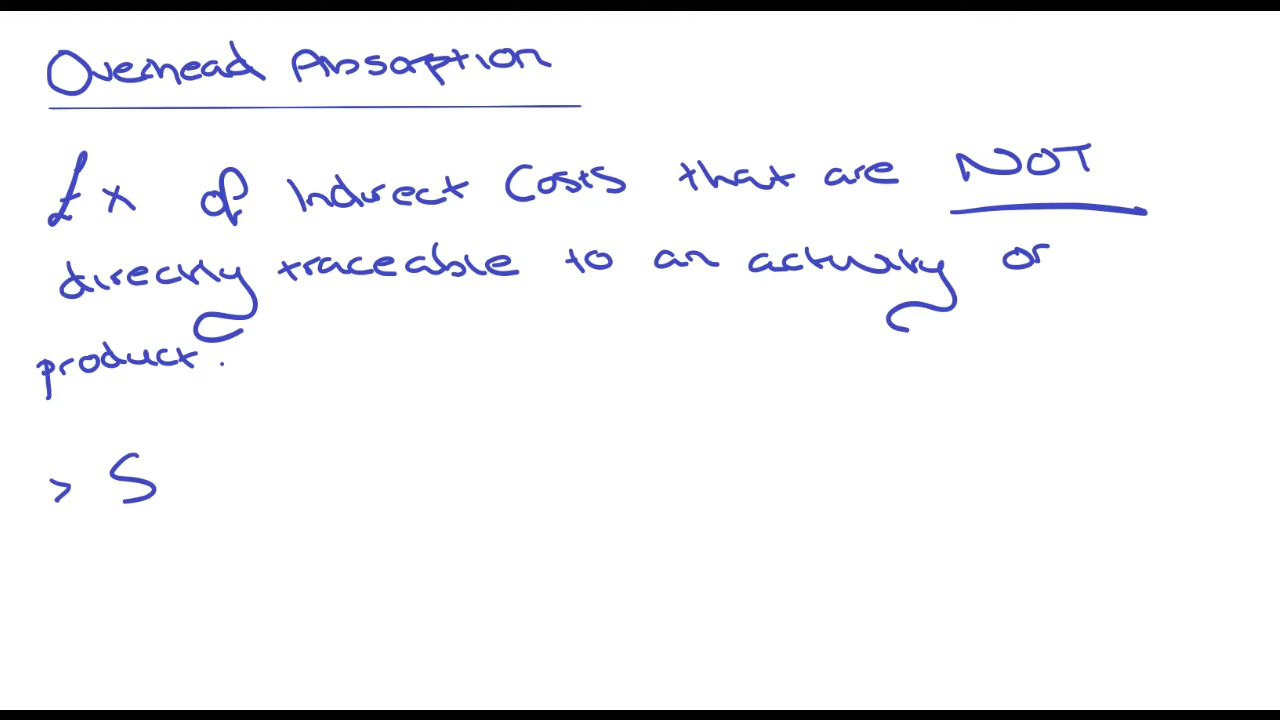 Overhead Absorption
£x of Indirect Costs that are NOT
directly traceable to an activity or
product.
> S